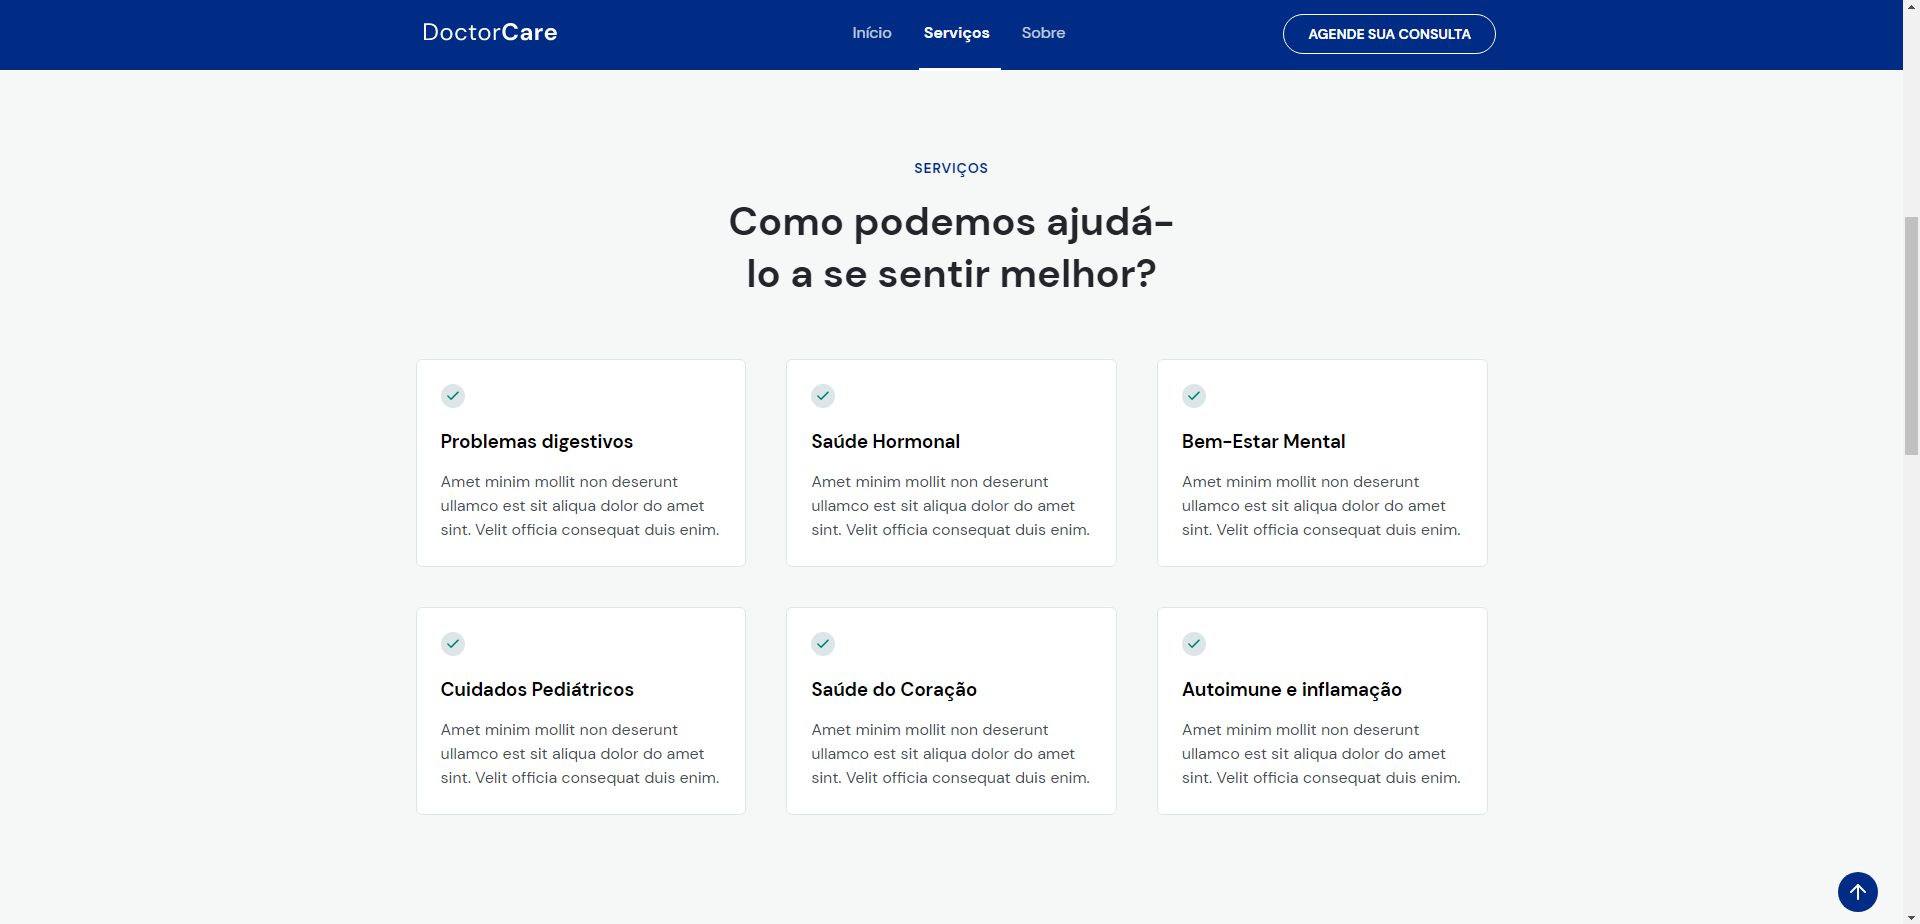 DoctorCare
Início
Serviços
Sobre
AGENDE SUA CONSULTA
SERVIÇOS
Como podemos ajudá-
lo a se sentir melhor?
Problemas digestivos
Amet minim mollit non deserunt
ullamco est sit aliqua dolor do amet
sint. Velit officia consequat duis enim.
Saúde Hormonal
Amet minim mollit non deserunt
ullamco est sit aliqua dolor do amet
sint. Velit officia consequat duis enim.
Bem-Estar Mental
Amet minim mollit non deserunt
ullamco est sit aliqua dolor do amet
sint. Velit officia consequat duis enim.
Cuidados Pediátricos
Amet minim mollit non deserunt
ullamco est sit aliqua dolor do amet
sint. Velit officia consequat duis enim.
Saúde do Coração
Amet minim mollit non deserunt
ullamco est sit aliqua dolor do amet
sint. Velit officia consequat duis enim.
Autoimune e inflamação
Amet minim mollit non deserunt
ullamco est sit aliqua dolor do amet
sint. Velit officia consequat duis enim.